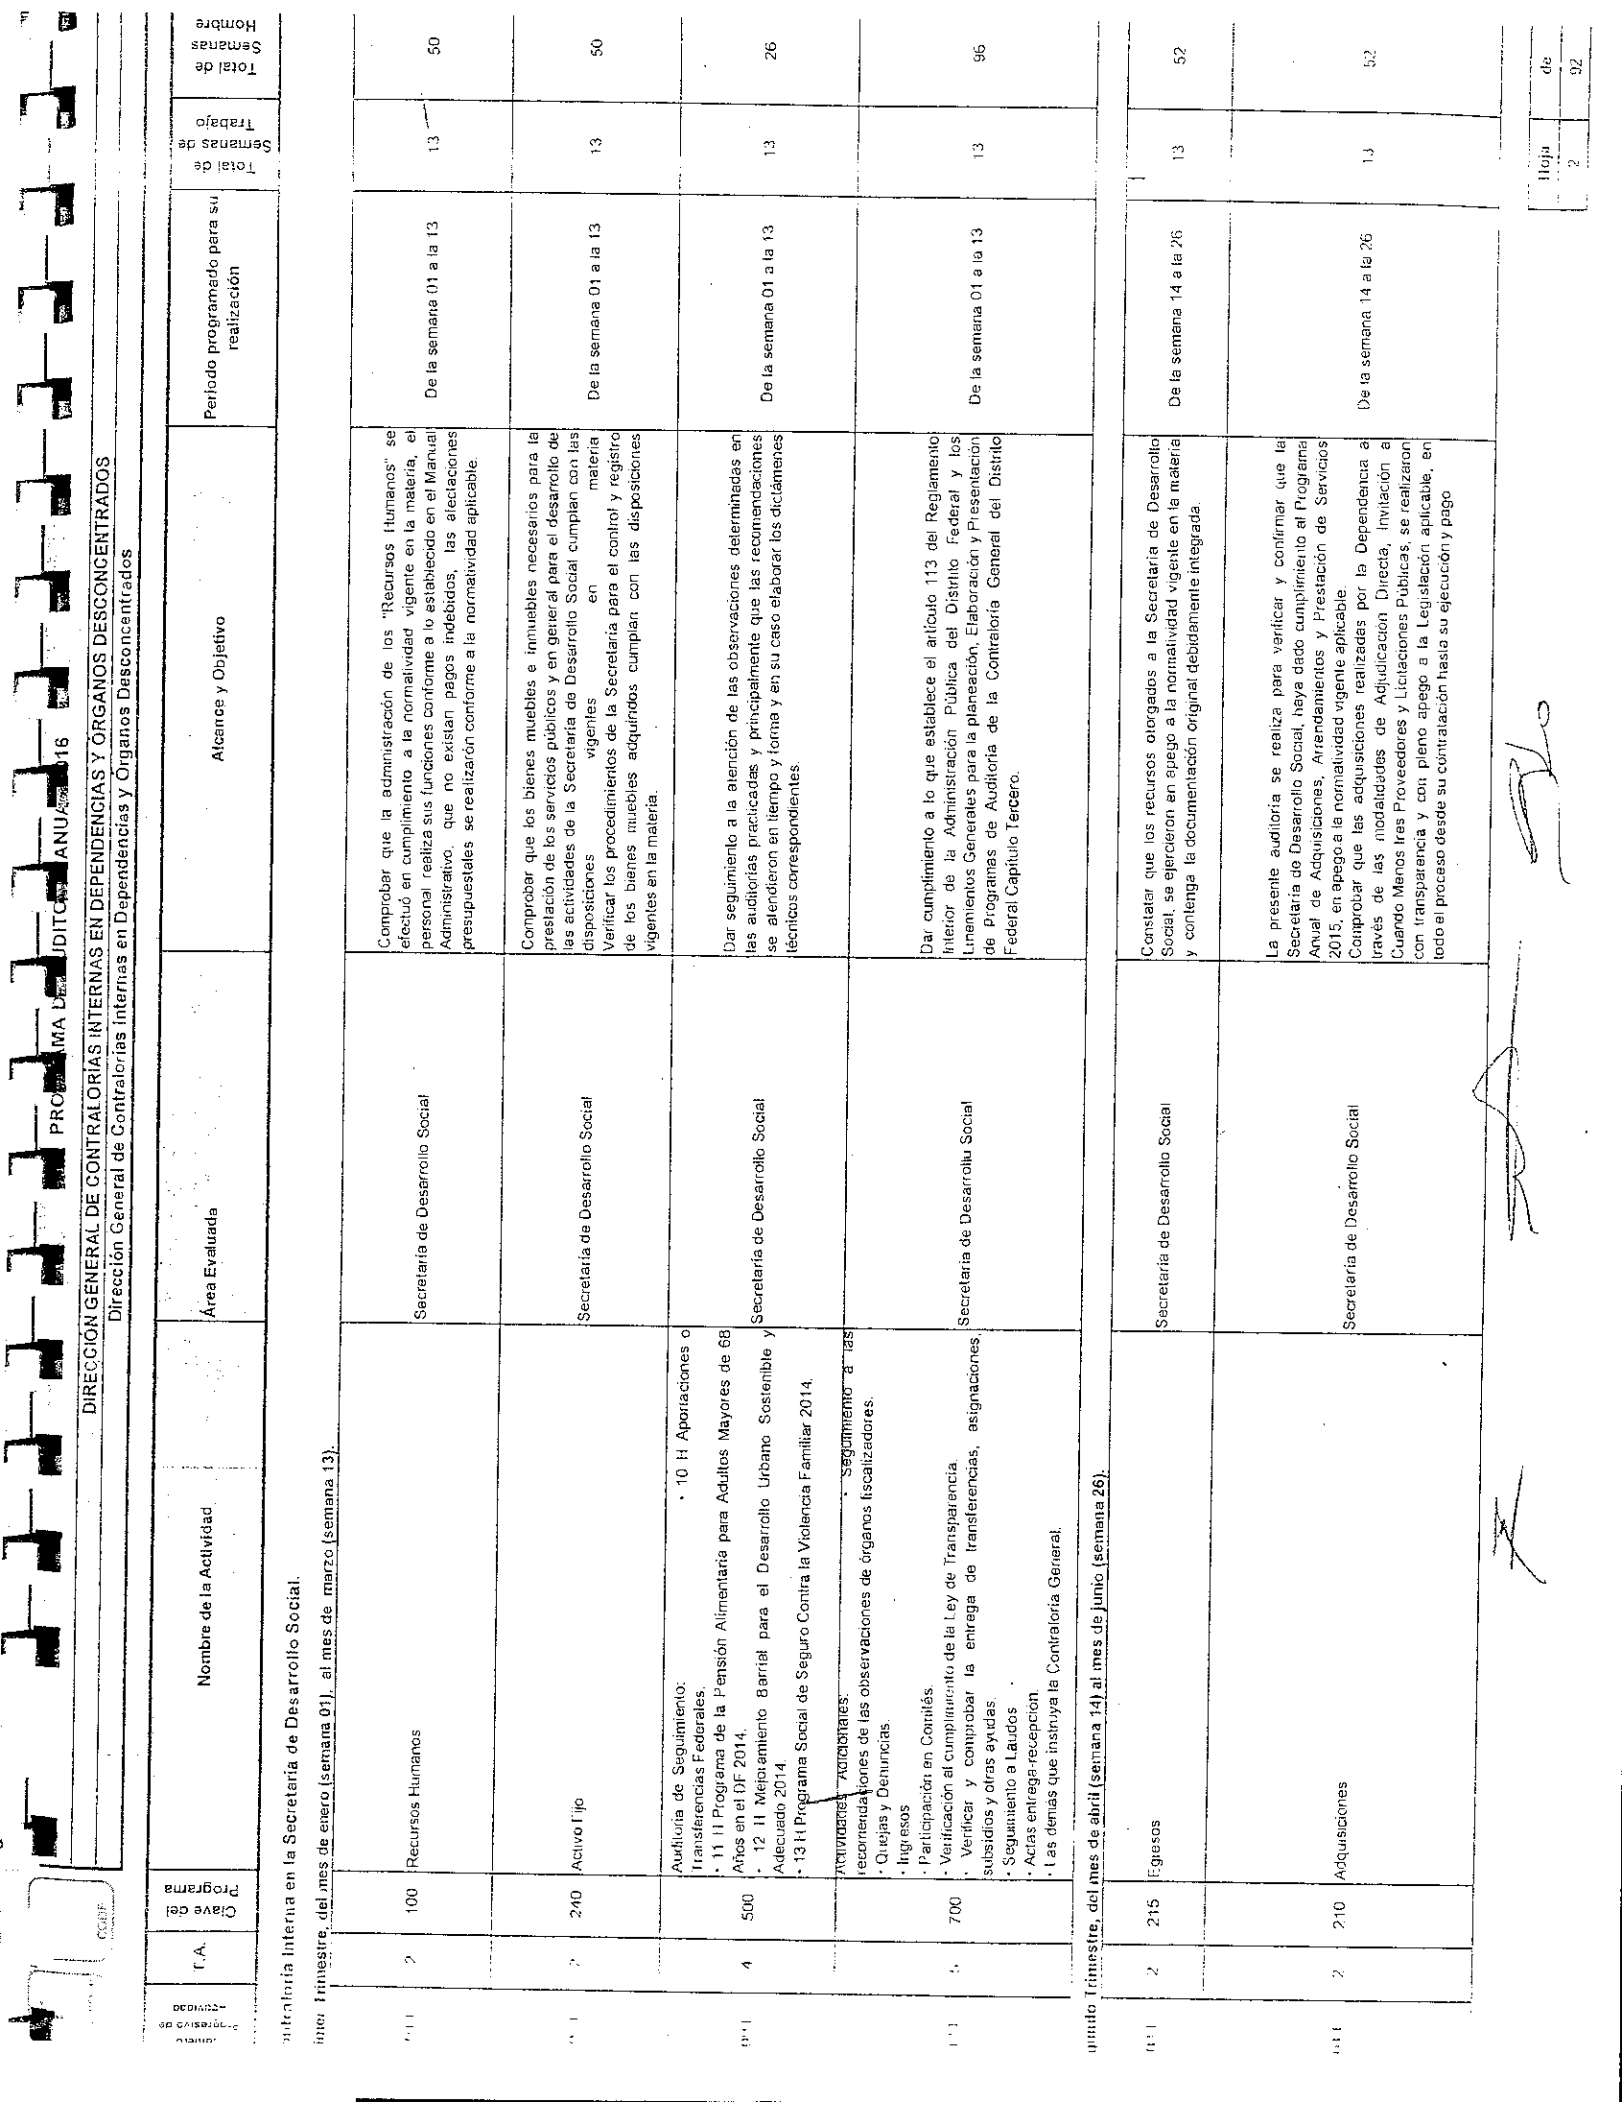 DIRECCIÓN GENERAL DE CONTRALORÍAS INTERNAS EN DEPENDENCIAS Y ORGANOS DESCONCENTRADOS
Dirección General de Contralorías Internas en Dependencias y Órganos Desconcentrados
T.A.
Clave del
Programa
Nombre de la Actividad
Área Evaluada
Alcance y Objetivo
Periodo programado para su
realización
Total de
Semanas de
Trabajo
Total de
Semanas
Hombre
Interna en la Secretaría de Desarrollo Social.
Trimestre, del mes de enero (semana 01), al mes de marzo (semana 13).
2
100
Recursos Humanos
Secretaría de Desarrollo Social
Comprobar que la administración de los "Recursos Humanos" se
efectuó en cumplimiento a la normatividad vigente en la materia, el
personal realiza sus funciones conforme a lo establecido en el Manual
Administrativo, que no existan pagos indebidos, las afectaciones
presupuestales se realizarón conforme a la normatividad aplicable.
De la semana 01 a la 13
13
50
240
Activo Fijo
Secretaría de Desarrollo Social
Comprobar que los bienes muebles e inmuebles necesarios para la
prestación de los servicios públicos y en general para el desarrollo de
las actividades de la Secretaría de Desarrollo Social cumplan con las
disposiciones vigentes en materia
Verificar los procedimientos de la Secretaría para el control y registro
de los bienes muebles adquiridos cumplan con las disposiciones
vigentes en la materia.
De la semana 01 a la 13
13
50
4
500
Auditoría de Seguimiento: • 10 H Aportaciones o
Transferencias Federales.
• 11 H Programa de la Pensión Alimentaria para Adultos Mayores de 68
Años en el DF 2014.
• 12 H Mejoramiento Barrial para el Desarrollo Urbano Sostenible y
Adecuado 2014.
• 13 H Programa Social de Seguro Contra la Violencia Familiar 2014.
Secretaría de Desarrollo Social
Dar seguimiento a la atención de las observaciones determinadas en
las auditorías practicadas y principalmente que las recomendaciones
se atendieron en tiempo y forma y en su caso elaborar los dictámenes
técnicos correspondientes.
De la semana 01 a la 13
13
26
700
Actividades Adicionales: • Seguimiento a las
recomendaciones de las observaciones de órganos fiscalizadores.
• Quejas y Denuncias.
• Ingresos
• Participación en Comités.
• Verificación al cumplimiento de la Ley de Transparencia.
• Verificar y comprobar la entrega de transferencias, asignaciones,
subsidios y otras ayudas.
• Seguimiento a Laudos
• Actas entrega-recepción.
• Las demás que instruya la Contraloría General.
Secretaría de Desarrollo Social
Dar cumplimiento a lo que establece el artículo 113 del Reglamento
Interior de la Administración Pública del Distrito Federal y los
Lineamientos Generales para la planeación, Elaboración y Presentación
de Programas de Auditoría de la Contraloría General del Distrito
Federal Capítulo Tercero.
De la semana 01 a la 13
13
96
Trimestre, del mes de abril (semana 14) al mes de junio (semana 26).
2
215
Egresos
Secretaría de Desarrollo Social
Constatar que los recursos otorgados a la Secretaría de Desarrollo
Social, se ejercieron en apego a la normatividad vigente en la materia
y contenga la documentación original debidamente integrada.
De la semana 14 a la 26
13
52
2
210
Adquisiciones
Secretaría de Desarrollo Social
La presente auditoría se realiza para verificar y confirmar que la
Secretaría de Desarrollo Social, haya dado cumplimiento al Programa
Anual de Adquisiciones, Arrendamientos y Prestación de Servicios
2015, en apego a la normatividad vigente aplicable.
Comprobar que las adquisiciones realizadas por la Dependencia a
través de las modalidades de Adjudicación Directa, Invitación a
Cuando Menos tres Proveedores y Licitaciones Públicas, se realizaron
con transparencia y con pleno apego a la Legislación aplicable, en
todo el proceso desde su contratación hasta su ejecución y pago
De la semana 14 a la 26
13
52
Hoja de
2 92